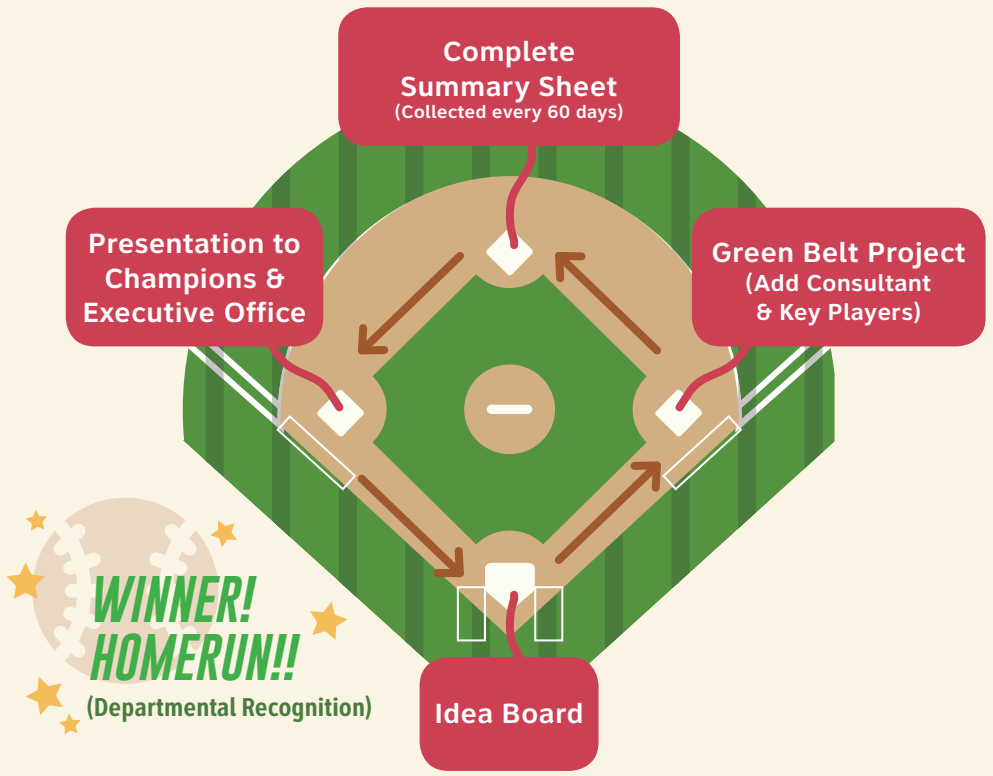 Complete
Summary Sheet
(Collected every 60 days)
Presentation to
Champions &
Executive Office
Green Belt Project
(Add Consultant
& Key Players)
WINNER!
HOMERUN!!
(Departmental Recognition)
Idea Board